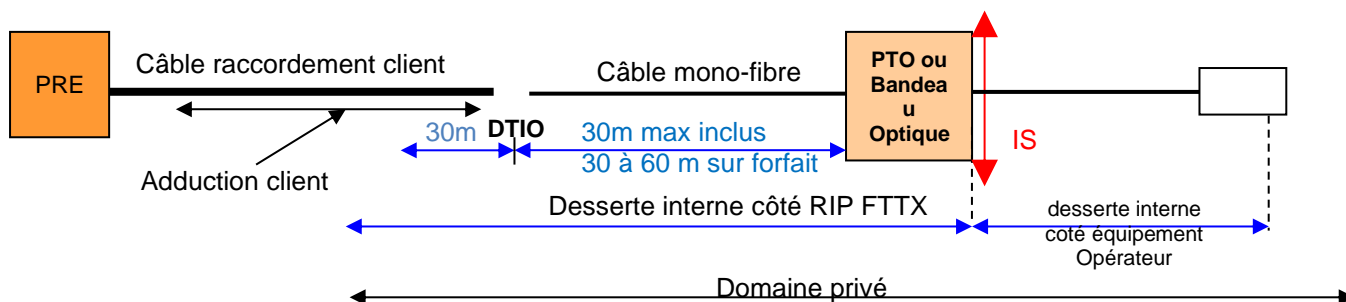 PRE
Câble raccordement client
Adduction client
30m
DTIO
Câble mono-fibre
30m max inclus
30 à 60 m sur forfait
PTO ou
Bandea
u
Optique
IS
Desserte interne côté RIP FTTX
desserte interne
coté équipement
Opérateur
Domaine privé